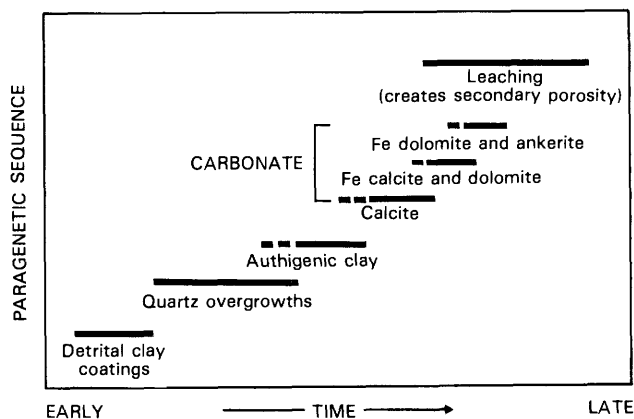 PARAGENETIC SEQUENCE
Leaching
(creates secondary porosity)
Fe dolomite and ankerite
CARBONATE
Fe calcite and dolomite
Calcite
Authigenic clay
Quartz overgrowths
Detrital clay
coatings
EARLY
TIME
LATE